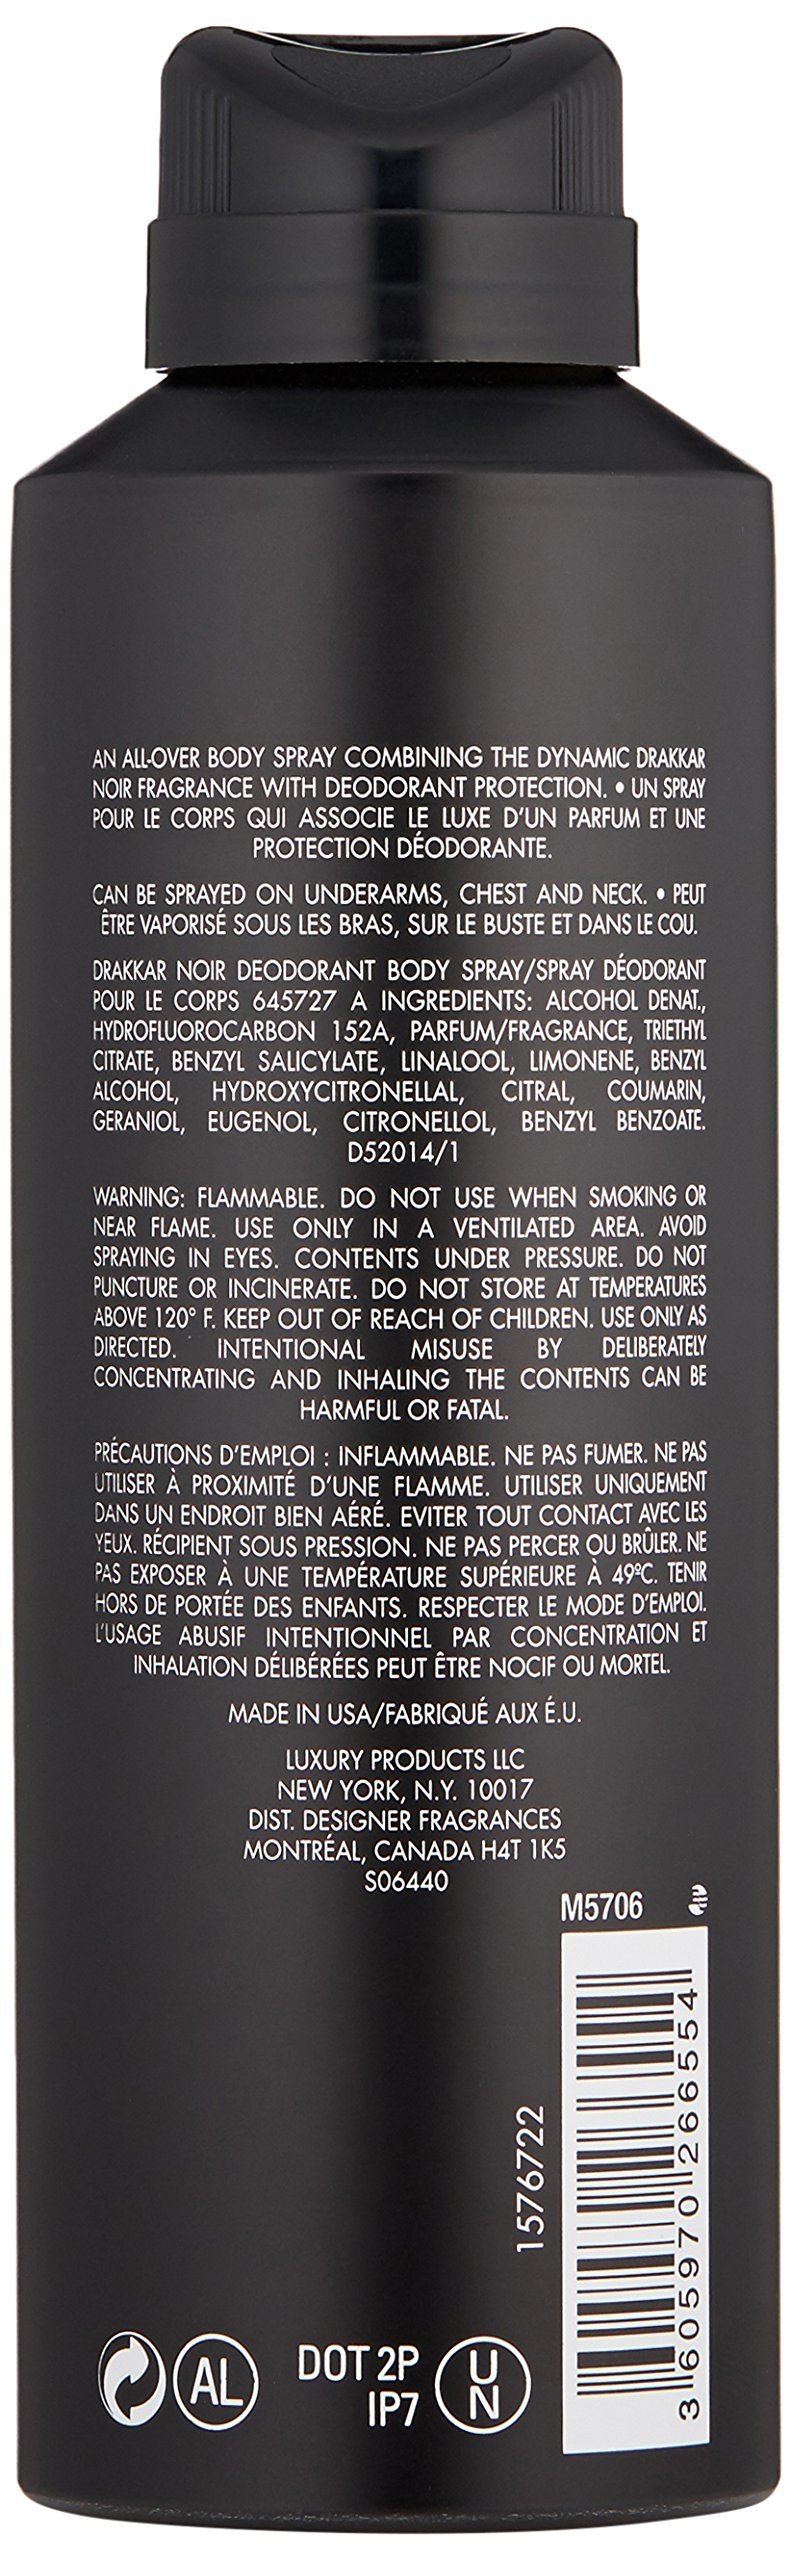 AN ALL-OVER BODY SPRAY COMBINING THE DYNAMIC DRAKKAR
NOIR FRAGRANCE WITH DEODORANT PROTECTION. • UN SPRAY
POUR LE CORPS QUI ASSOCIE LE LUXE D'UN PARFUM ET UNE
PROTECTION DÉODORANTE.
CAN BE SPRAYED ON UNDERARMS, CHEST AND NECK. • PEUT
ÊTRE VAPORISÉ SOUS LES BRAS, SUR LE BUSTE ET DANS LE COU.
DRAKKAR NOIR DEODORANT BODY SPRAY/SPRAY DÉODORANT
POUR LE CORPS 645727 A INGREDIENTS: ALCOHOL DENAT.,
HYDROFLUOROCARBON 152A, PARFUM/FRAGRANCE, TRIETHYL
CITRATE, BENZYL SALICYLATE, LINALOOL, LIMONENE, BENZYL
ALCOHOL, HYDROXYCITRONELLAL, CITRAL, COUMARIN,
GERANIOL, EUGENOL, CITRONELLOL, BENZYL BENZOATE.
D52014/1
WARNING: FLAMMABLE. DO NOT USE WHEN SMOKING OR
NEAR FLAME. USE ONLY IN A VENTILATED AREA. AVOID
SPRAYING IN EYES. CONTENTS UNDER PRESSURE. DO NOT
PUNCTURE OR INCINERATE. DO NOT STORE AT TEMPERATURES
ABOVE 120° F. KEEP OUT OF REACH OF CHILDREN. USE ONLY AS
DIRECTED. INTENTIONAL MISUSE BY DELIBERATELY
CONCENTRATING AND INHALING THE CONTENTS CAN BE
HARMFUL OR FATAL.
PRÉCAUTIONS D'EMPLOI : INFLAMMABLE. NE PAS FUMER. NE PAS
UTILISER À PROXIMITÉ D'UNE FLAMME. UTILISER UNIQUEMENT
DANS UN ENDROIT BIEN AÉRÉ. EVITER TOUT CONTACT AVEC LES
YEUX. RÉCIPIENT SOUS PRESSION. NE PAS PERCER OU BRÛLER. NE
PAS EXPOSER À UNE TEMPÉRATURE SUPÉRIEURE À 49ºC. TENIR
HORS DE PORTÉE DES ENFANTS. RESPECTER LE MODE D'EMPLOI.
L'USAGE ABUSIF INTENTIONNEL PAR CONCENTRATION ET
INHALATION DÉLIBÉRÉES PEUT ÊTRE NOCIF OU MORTEL.
MADE IN USA/FABRIQUÉ AUX É.U.
LUXURY PRODUCTS LLC
NEW YORK, N.Y. 10017
DIST. DESIGNER FRAGRANCES
MONTRÉAL, CANADA H4T 1K5
S06440
M5706
1576722
3 605970 266554
AL
DOT 2P
IP7
U
N